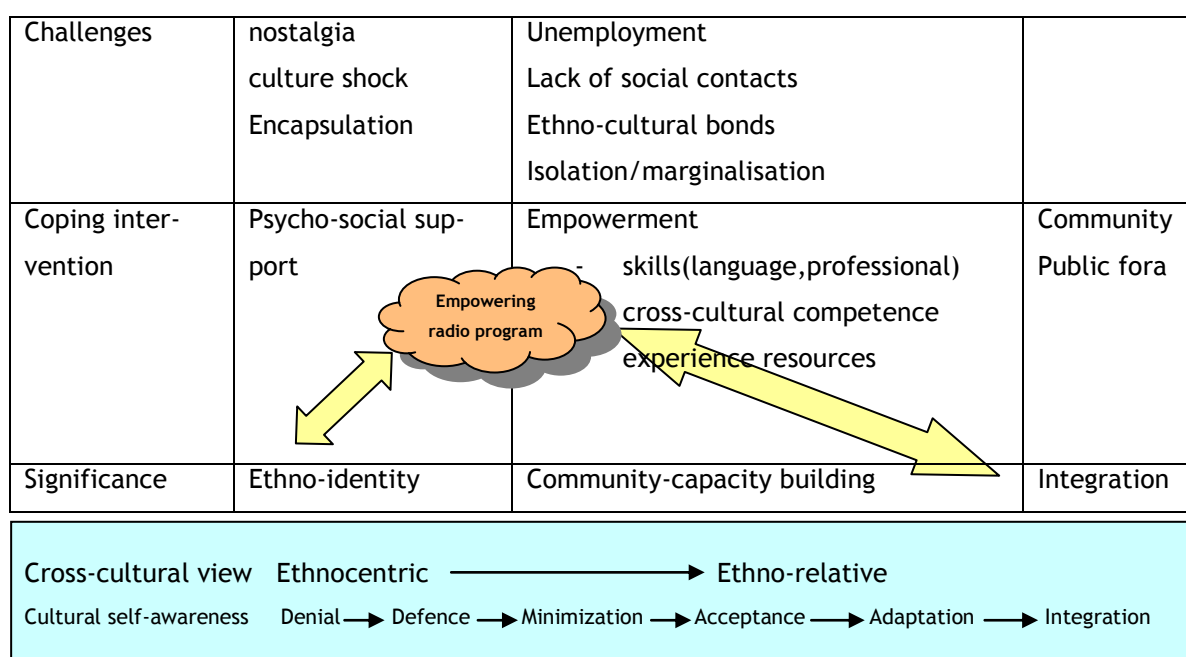 Challenges
nostalgia
culture shock
Encapsulation
Unemployment
Lack of social contacts
Ethno-cultural bonds
Isolation/marginalisation
Coping inter-
vention
Psycho-social sup-
port
Empowerment
- skills(language,professional)
cross-cultural competence
experience resources
Community
Public fora
Empowering
radio program
Significance
Ethno-identity
Community-capacity building
Integration
Cross-cultural view Ethnocentric Ethno-relative
Cultural self-awareness Denial Defence Minimization Acceptance Adaptation Integration